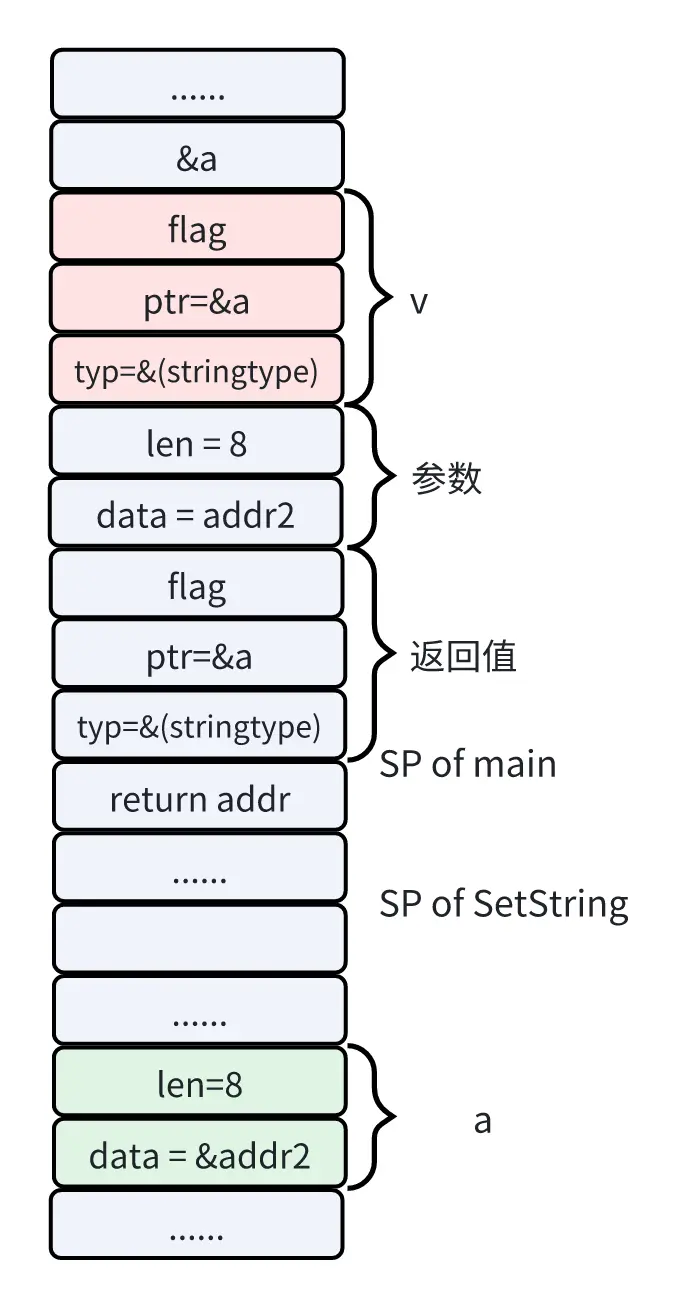 ......
&a
flag
ptr=&a
v
typ=&(stringtype)
len = 8
参数
data = addr2
flag
ptr=&a
返回值
typ=&(stringtype)
SP of main
return addr
......
SP of SetString
......
len=8
a
data = &addr2
......